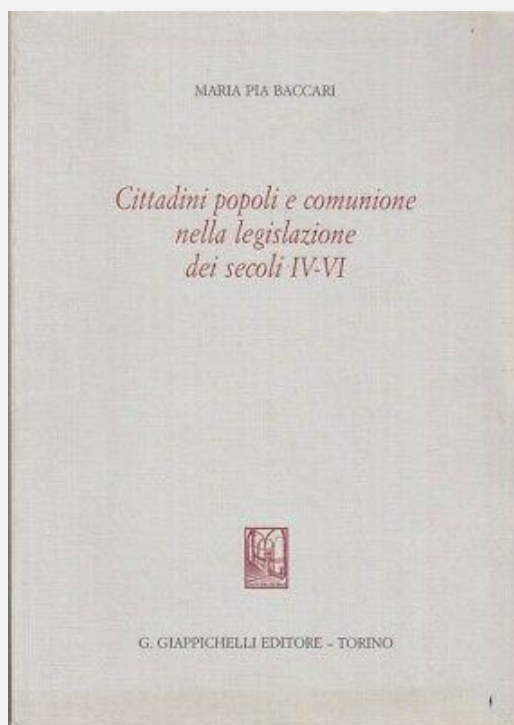 MARIA PIA BACCARI
Cittadini popoli e comunione
nella legislazione
dei secoli IV-VI
G. GIAPPICHELLI EDITORE – TORINO